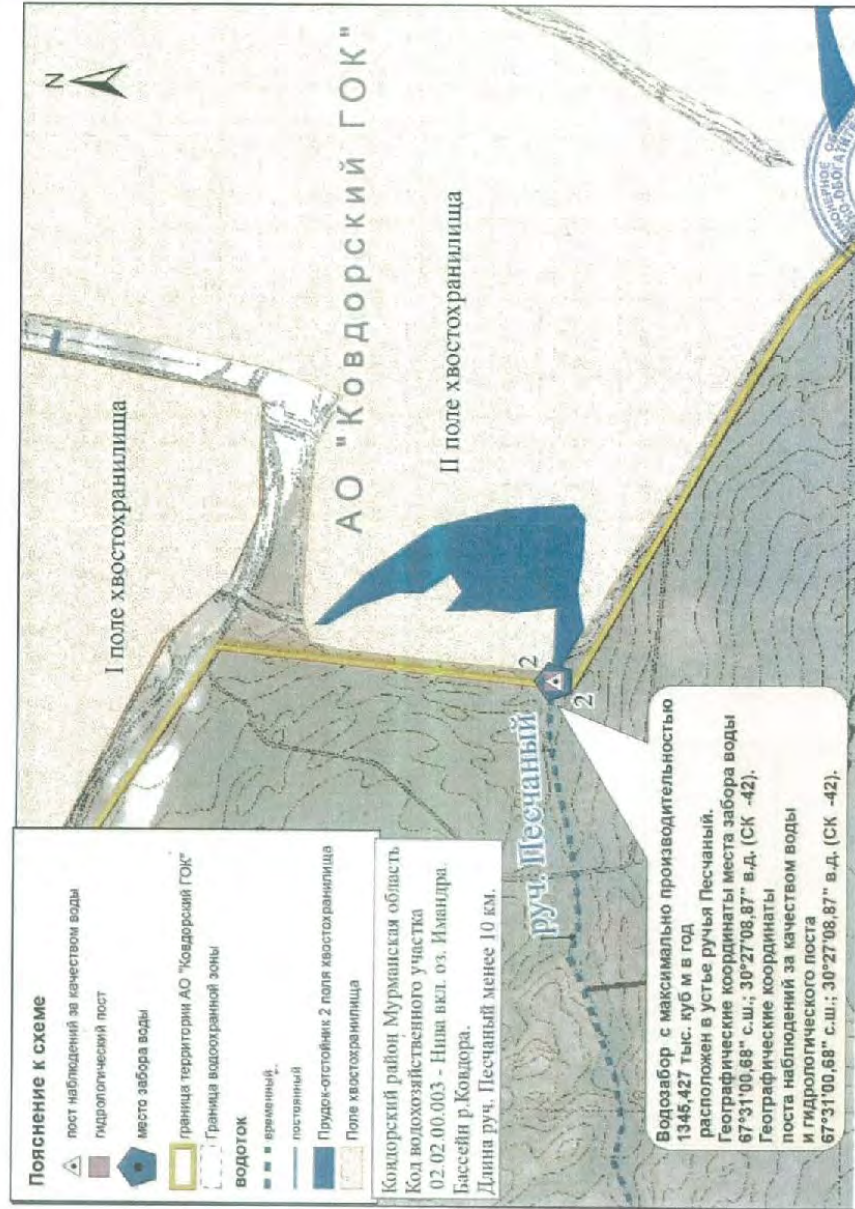 Пояснение к схеме
пост наблюдений за качеством воды
гидрологический пост
место забора воды
граница территории АО "Ковдорский ГОК"
Граница водоохранной зоны
водоток
временный
постоянный
Прудок-отстойник 2 поля хвостохранилища
Поле хвостохранилища
Ковдорский район Мурманская область
Код водохозяйственного участка
02.02.00.003 - Нива вкл. оз. Имандра.
Бассейн р.Ковдора.
Длина руч. Песчаный менее 10 км.
N
I поле хвостохранилища
АО "Ковдорский ГОК"
II поле хвостохранилища
руч. Песчаный
2
2
Водозабор с максимально производительностью
1345,427 тыс. куб м в год
расположен в устье ручья Песчаный.
Географические координаты места забора воды
67°31'00,68" с.ш.; 30°27'08,87" в.д. (СК -42).
Географические координаты
поста наблюдений за качеством воды
и гидрологического поста
67°31'00,68" с.ш.; 30°27'08,87" в.д. (СК -42).